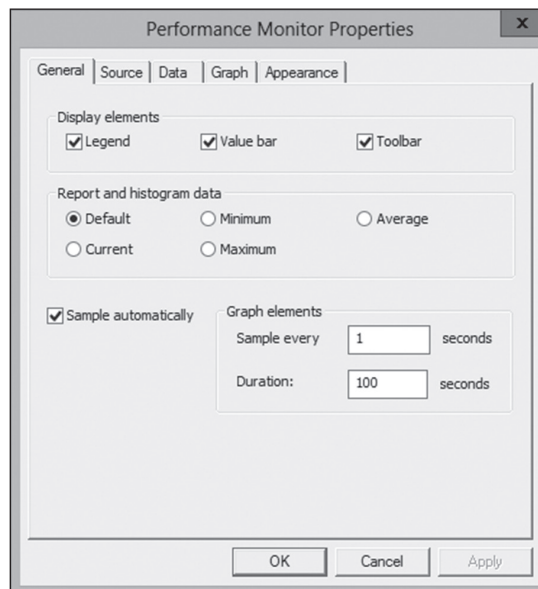 Performance Monitor Properties
x
General Source Data Graph Appearance
Display elements
Legend Value bar Toolbar
Report and histogram data
Default Minimum Average
Current Maximum
Sample automatically
Graph elements
Sample every 1 seconds
Duration: 100 seconds
OK Cancel Apply